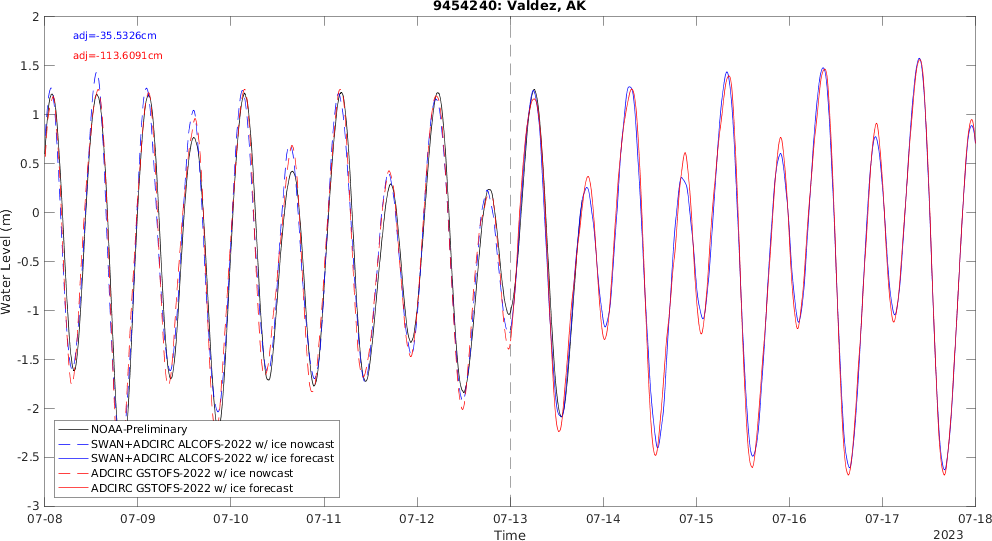 9454240: Valdez, AK
adj=-35.5326cm
adj=-113.6091cm
Water Level (m)
2
1.5
1
0.5
0
-0.5
-1
-1.5
-2
-2.5
-3
NOAA-Preliminary
SWAN+ADCIRC ALCOFS-2022 w/ ice nowcast
SWAN+ADCIRC ALCOFS-2022 w/ ice forecast
ADCIRC GSTOFS-2022 w/ ice nowcast
ADCIRC GSTOFS-2022 w/ ice forecast
07-08 07-09 07-10 07-11 07-12 07-13 07-14 07-15 07-16 07-17 07-18
Time
2023